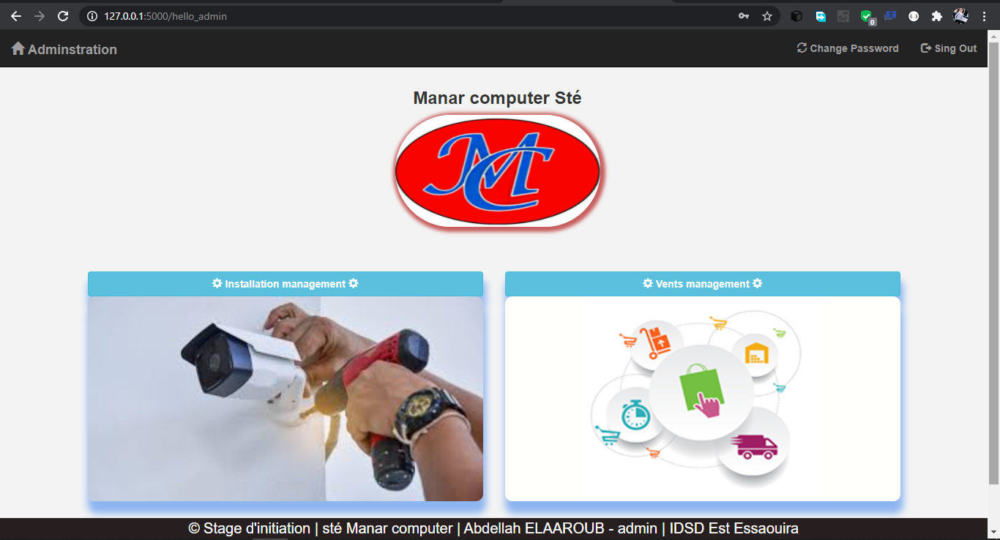 127.0.0.1:5000/hello_admin
0
Adminstration
Change Password
Sing Out
Manar computer Sté
MC
Installation management
Vents management
© Stage d'initiation | sté Manar computer | Abdellah ELAAROUB - admin | IDSD Est Essaouira